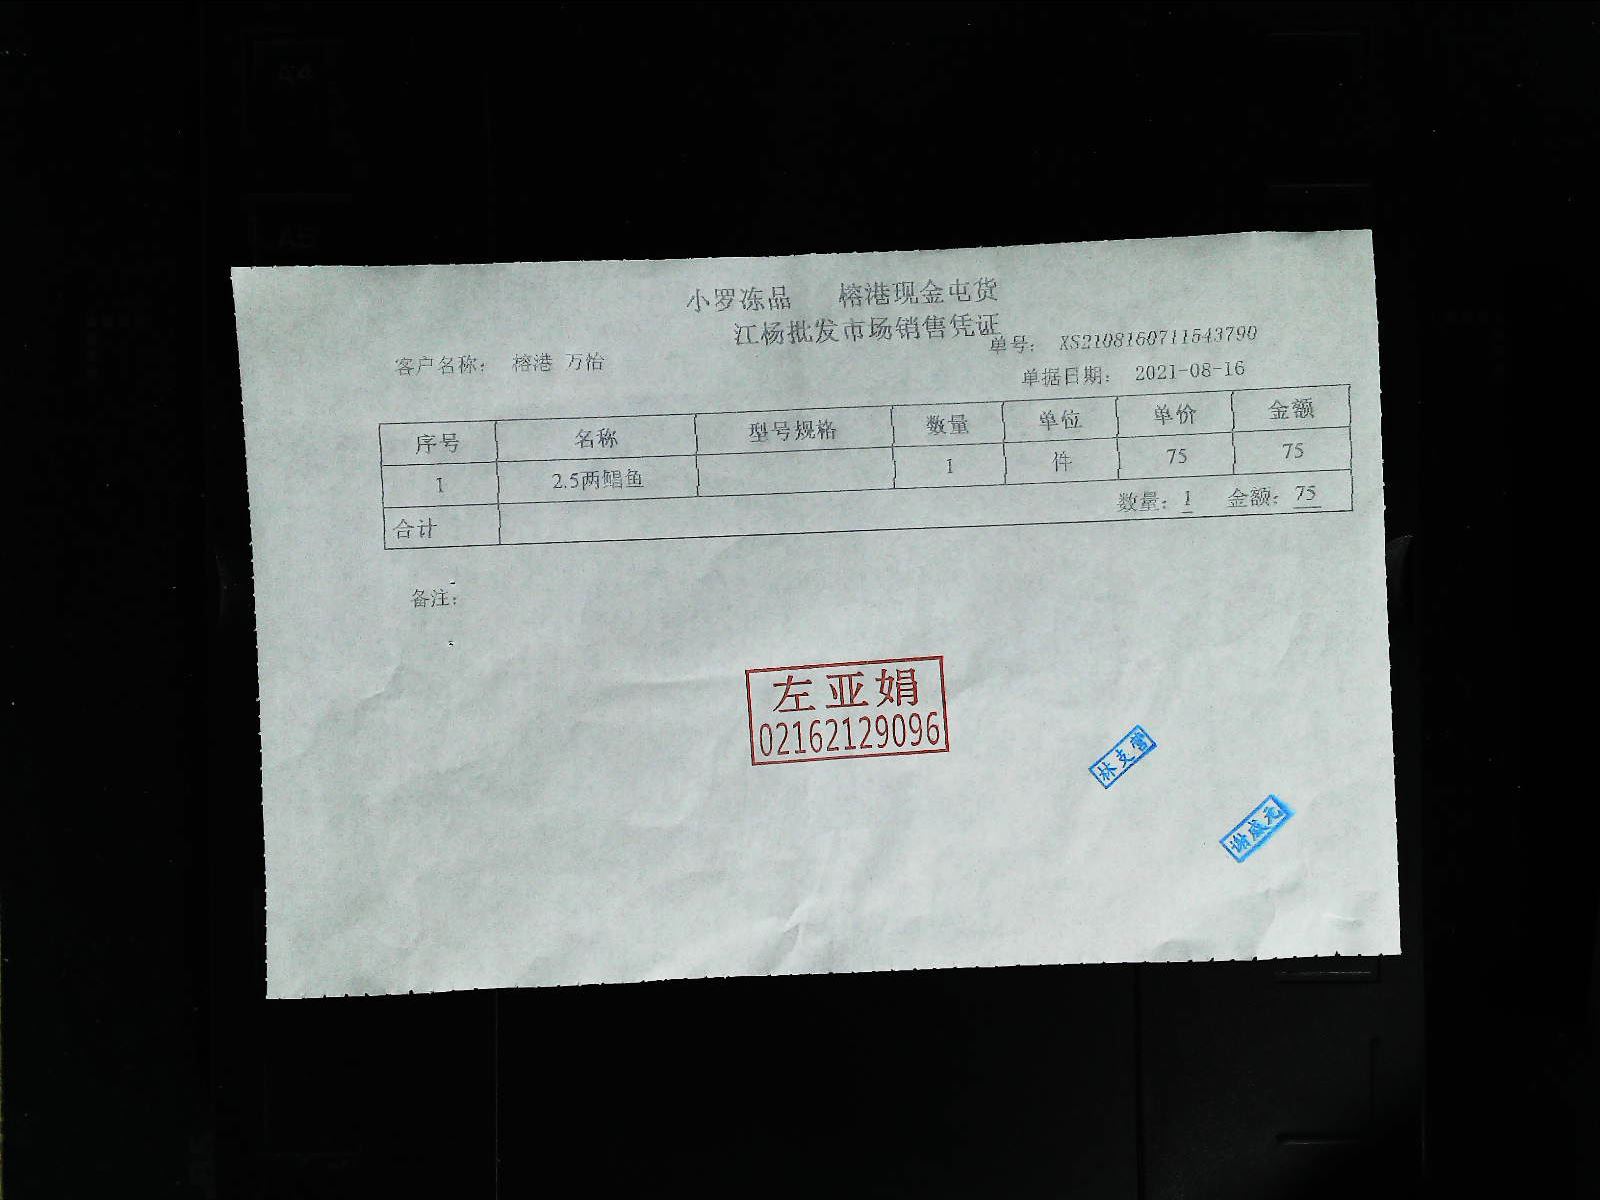 小罗冻品 榕港现金屯货
江杨批发市场销售凭证
单号: XS2108160711543790
客户名称: 榕港 万怡
单据日期: 2021-08-16
序号 名称 型号规格 数量 单位 单价 金额
1 2.5两鲳鱼 1 件 75 75
合计 数量: 1 金额: 75
备注:
左亚娟
02162129096
林支营
谢成元